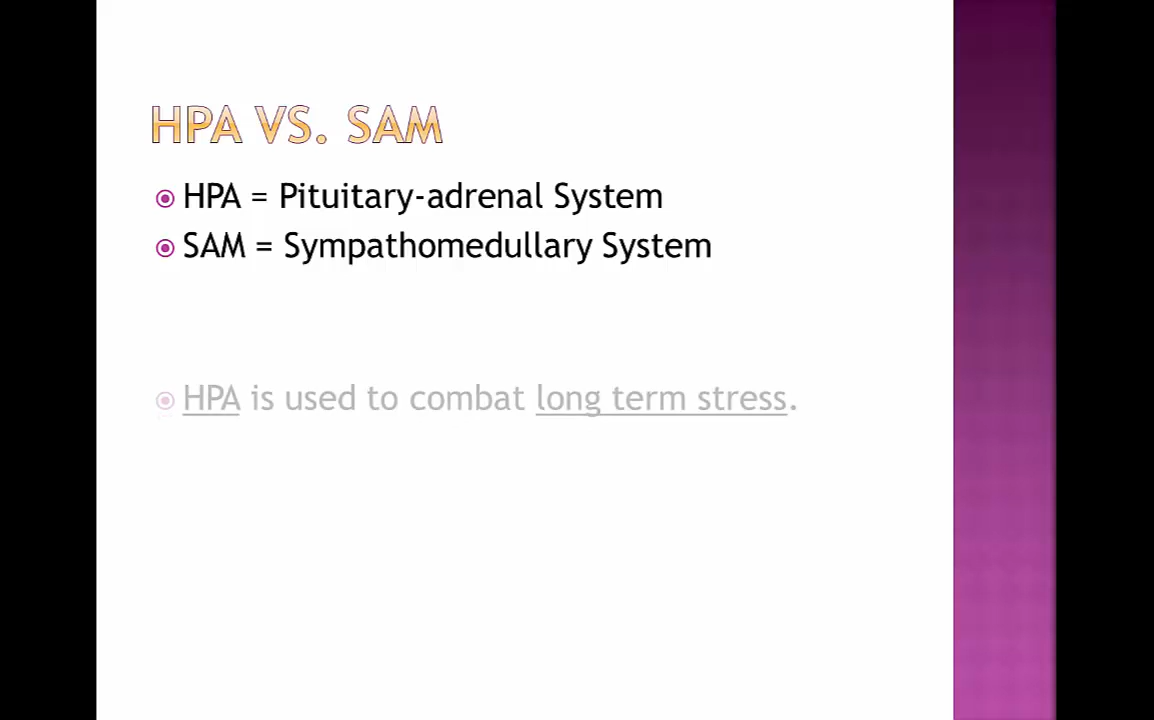 HPA VS. SAM
HPA = Pituitary-adrenal System
SAM = Sympathomedullary System
HPA is used to combat long term stress.